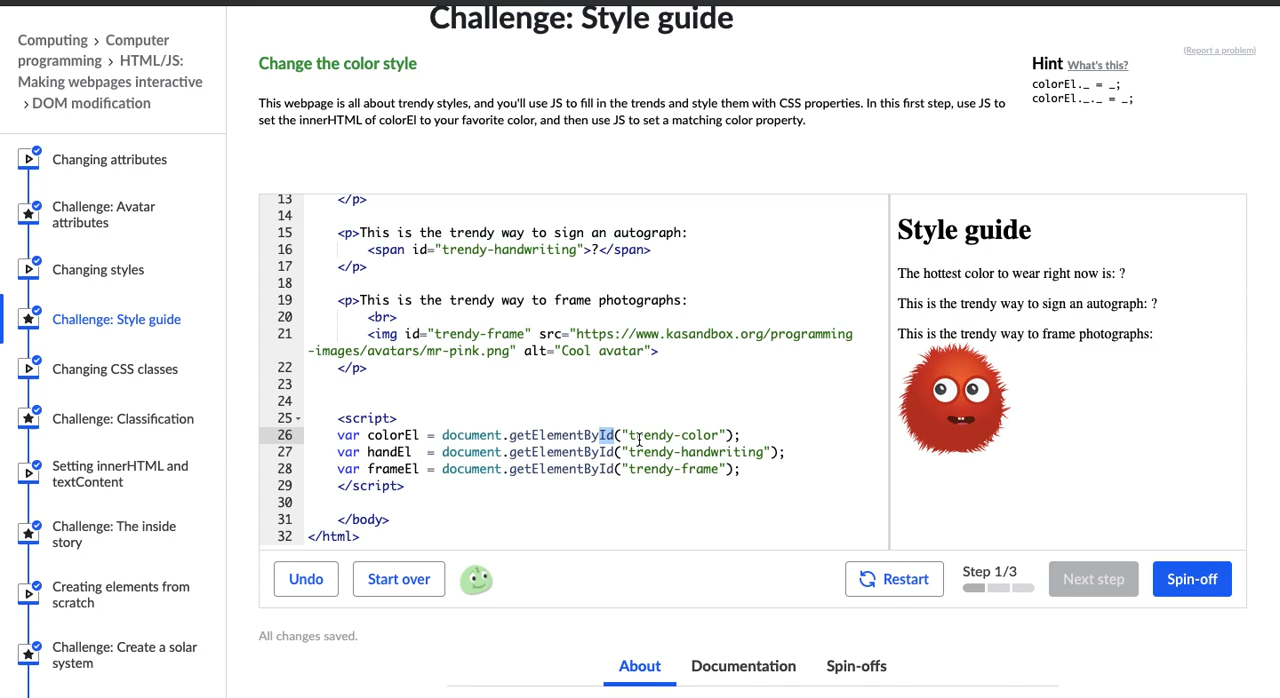 Challenge: Style guide
Computing › Computer
programming › HTML/JS:
Making webpages interactive
› DOM modification
Changing attributes
Challenge: Avatar
attributes
Changing styles
Challenge: Style guide
Changing CSS classes
Challenge: Classification
Setting innerHTML and
textContent
Challenge: The inside
story
Creating elements from
scratch
Challenge: Create a solar
system
Change the color style
This webpage is all about trendy styles, and you'll use JS to fill in the trends and style them with CSS properties. In this first step, use JS to
set the innerHTML of colorEl to your favorite color, and then use JS to set a matching color property.
(Report a problem)
Hint What's this?
colorEl._ = _;
colorEl._._ = _;
13 </p>
14
15 <p>This is the trendy way to sign an autograph:
16 <span id="trendy-handwriting">?</span>
17 </p>
18
19 <p>This is the trendy way to frame photographs:
20 <br>
21 <img id="trendy-frame" src="https://www.kasandbox.org/programming
-images/avatars/mr-pink.png" alt="Cool avatar">
22 </p>
23
24
25 <script>
26 var colorEl = document.getElementById("trendy-color");
27 var handEl = document.getElementById("trendy-handwriting");
28 var frameEl = document.getElementById("trendy-frame");
29 </script>
30
31 </body>
32 </html>
Style guide
The hottest color to wear right now is: ?
This is the trendy way to sign an autograph: ?
This is the trendy way to frame photographs:
Undo
Start over
Restart
Step 1/3
Next step
Spin-off
All changes saved.
About
Documentation
Spin-offs